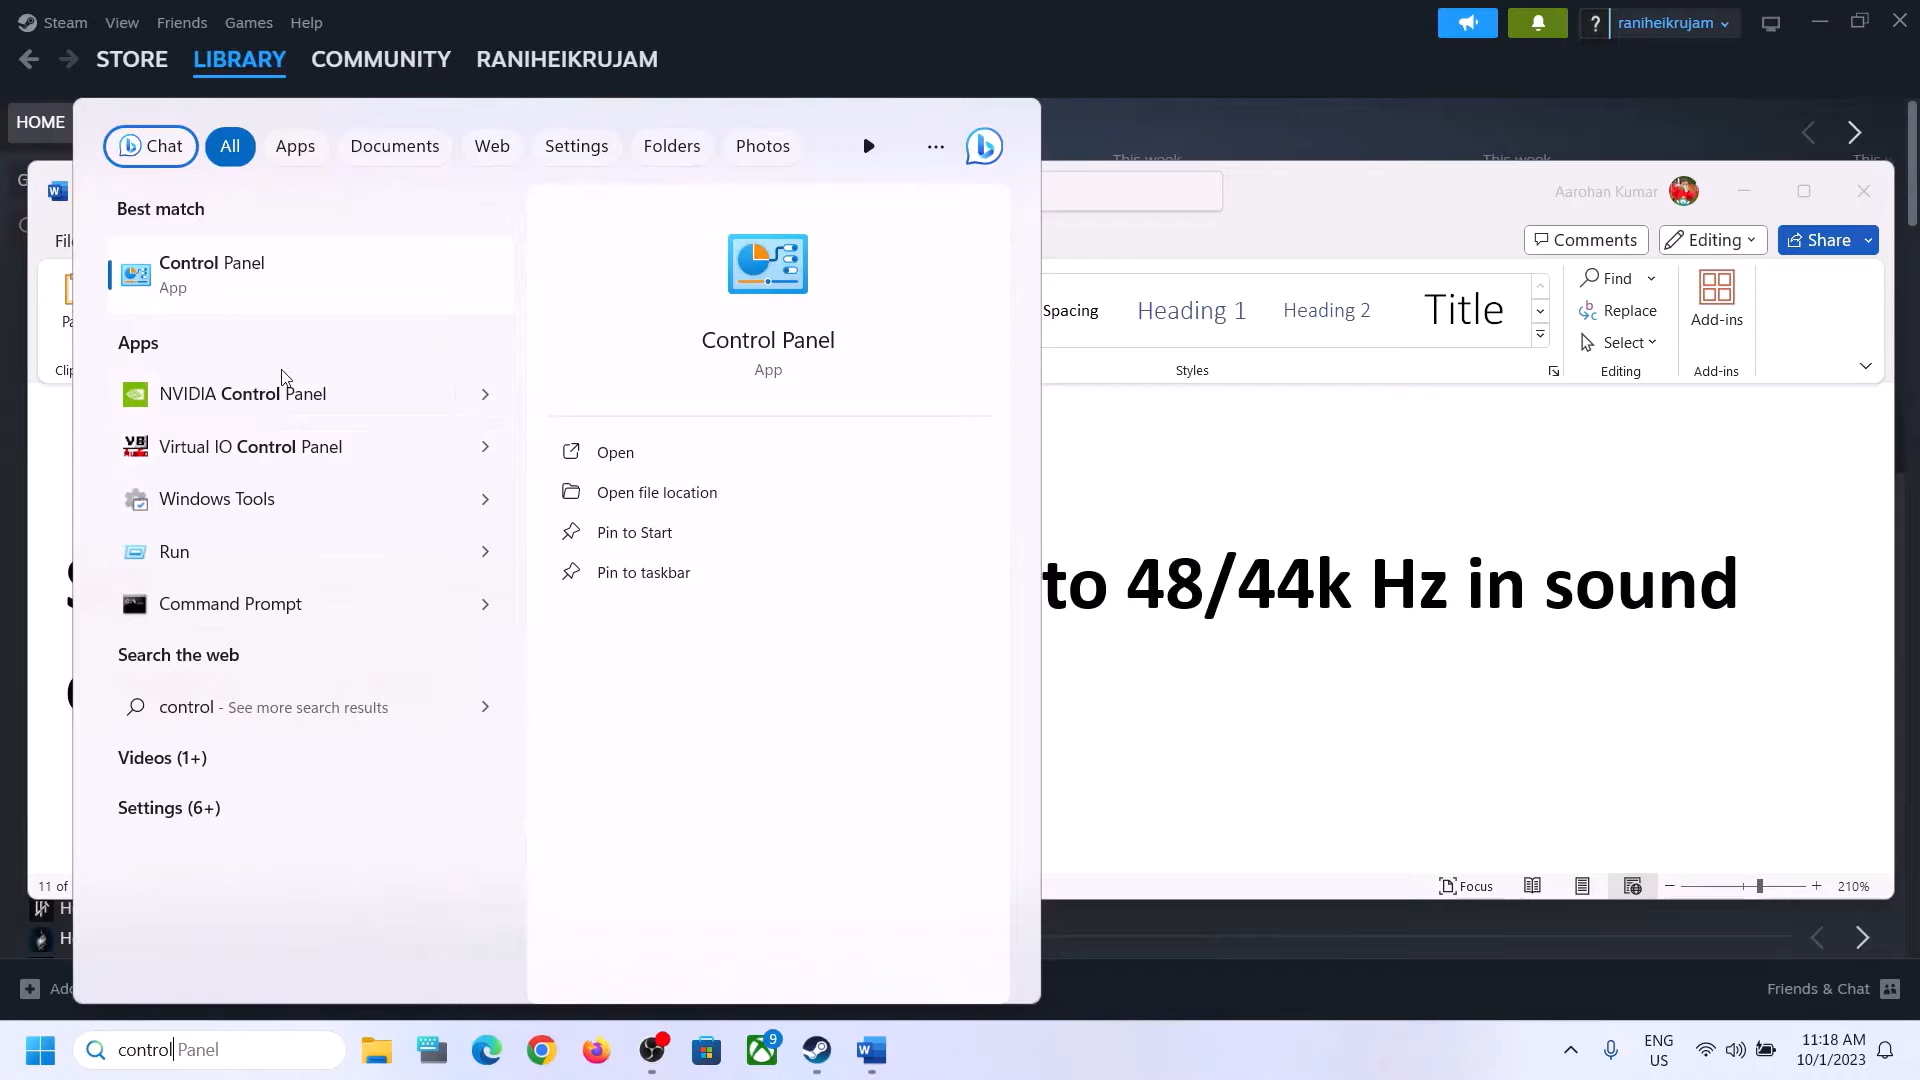 Steam View Friends Games Help
raniheikrujam
STORE LIBRARY COMMUNITY RANIHEIKRUJAM
HOME
Chat All Apps Documents Web Settings Folders Photos
Best match
Control Panel
App
Apps
NVIDIA Control Panel
Virtual IO Control Panel
Windows Tools
Run
Command Prompt
Search the web
control - See more search results
Videos (1+)
Settings (6+)
Control Panel
App
Open
Open file location
Pin to Start
Pin to taskbar
Aarohan Kumar
Comments Editing Share
Spacing Heading 1 Heading 2 Title
Find
Replace
Select
Add-ins
Styles Editing Add-ins
to 48/44k Hz in sound
11 of
Focus 210%
Friends & Chat
control Panel
9
ENG
US
11:18 AM
10/1/2023